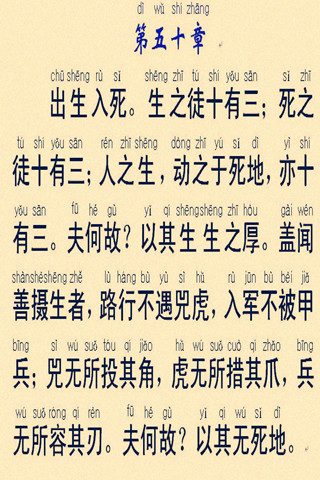 dì wǔ shí zhāng
第五十章
chū shēng rù sǐ shēng zhī tú shí yǒu sān sǐ zhī
出生入死。生之徒十有三；死之
tú shí yǒu sān rén zhī shēng dòng zhī yú sǐ dì yì shí
徒十有三；人之生，动之于死地，亦十
yǒu sān fū hé gù yǐ qí shēng shēng zhī hóu gài wén
有三。夫何故？以其生生之厚。盖闻
shàn shè shēng zhě lù háng bù yù sì hǔ rù jūn bù bèi jiǎ
善摄生者，路行不遇兕虎，入军不被甲
bīng sì wú suǒ tóu qí jiǎo hǔ wú suǒ cuò qí zhǎo bīng
兵；兕无所投其角，虎无所措其爪，兵
wú suǒ róng qí rèn fū hé gù yǐ qí wú sǐ dì
无所容其刃。夫何故？以其无死地。